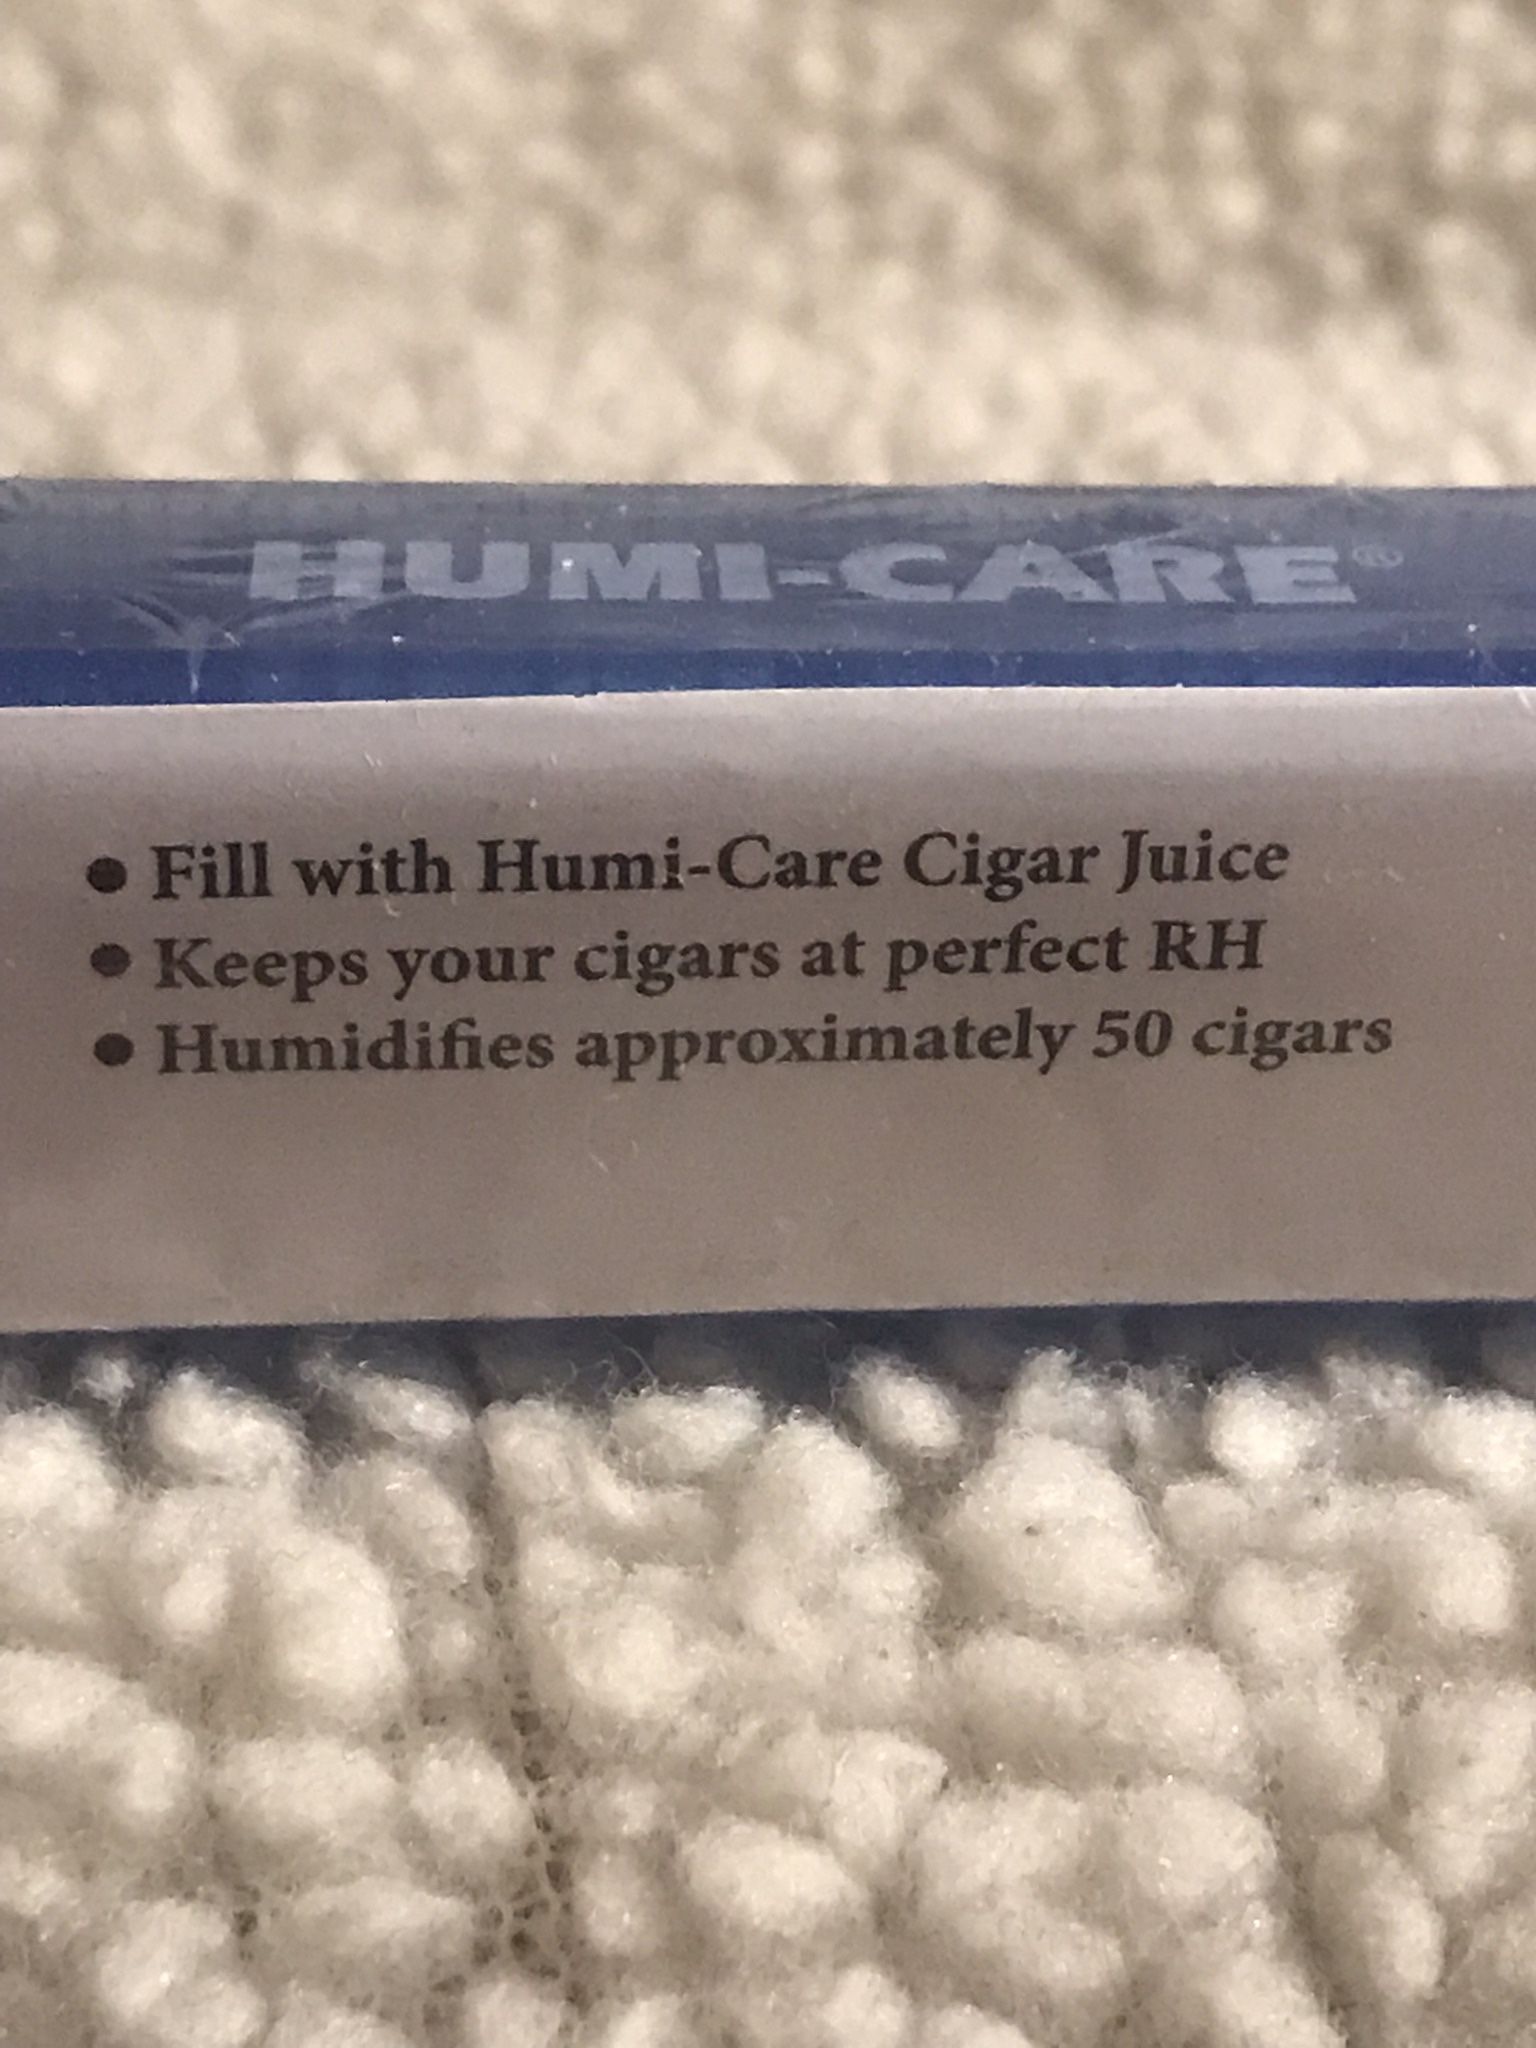 HUMI-CARE®
• Fill with Humi-Care Cigar Juice
• Keeps your cigars at perfect RH
• Humidifies approximately 50 cigars